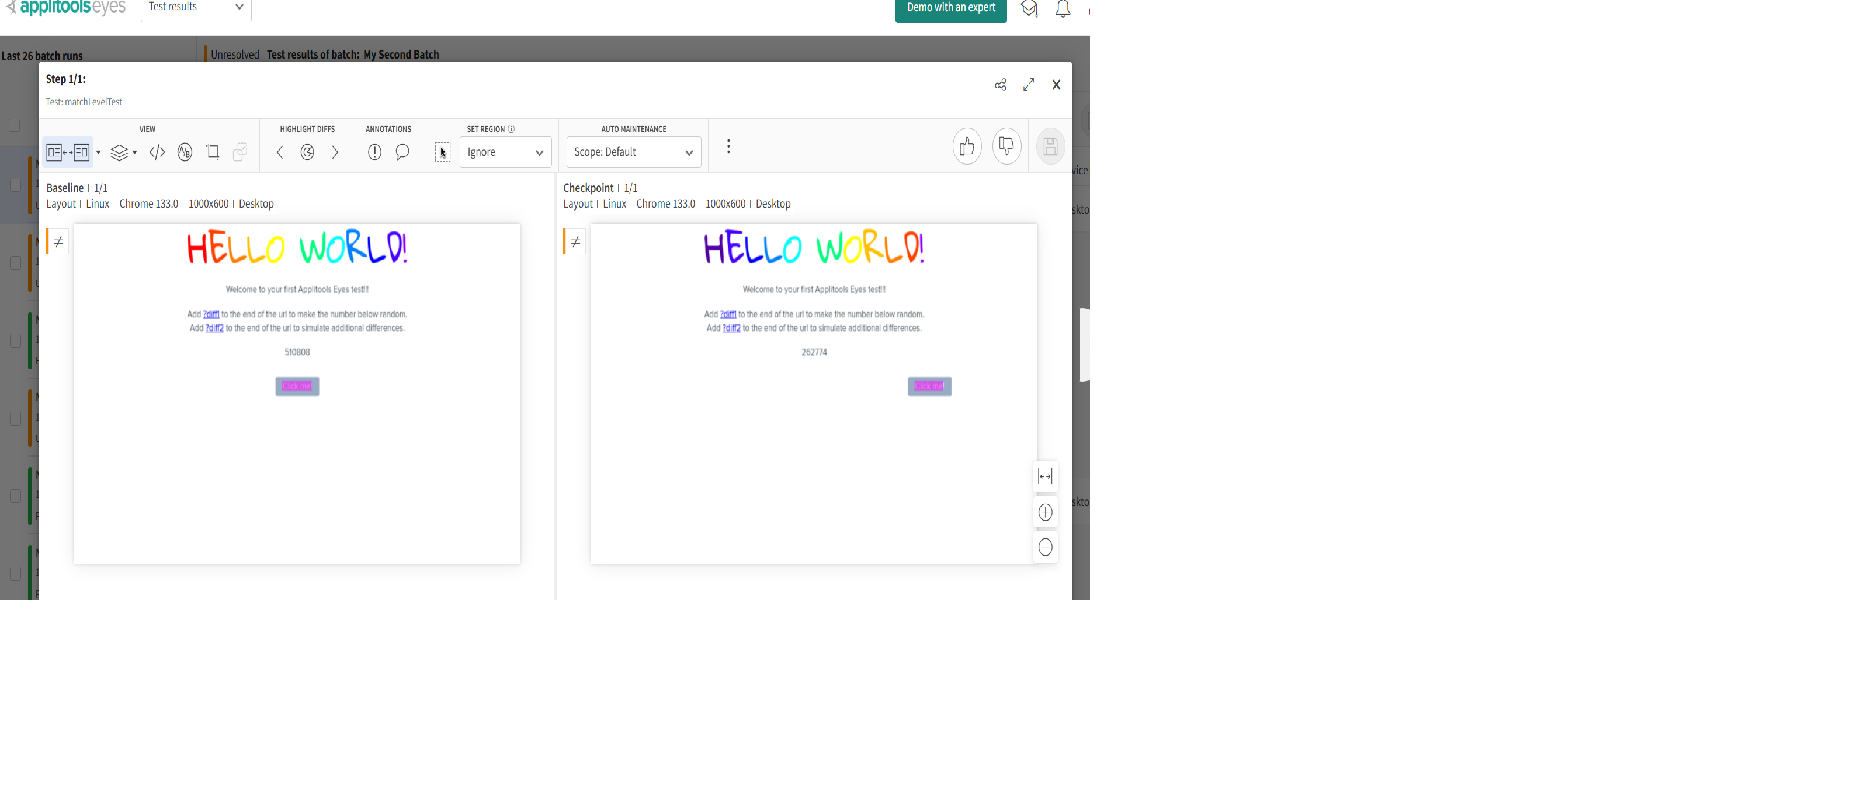 applitools eyes
Test results
Demo with an expert
Last 26 batch runs
Unresolved Test results of batch: My Second Batch
Step 1/1:
Test: matchLevelTest
VIEW
HIGHLIGHT DIFFS
ANNOTATIONS
SET REGION
AUTO MAINTENANCE
Ignore
Scope: Default
Baseline | 1/1
Layout | Linux Chrome 133.0 1000x600 | Desktop
HELLO WORLD!
Welcome to your first Applitools Eyes test!!!
Add ?diff1 to the end of the url to make the number below random.
Add ?diff2 to the end of the url to simulate additional differences.
510808
Click me!
Checkpoint | 1/1
Layout | Linux Chrome 133.0 1000x600 | Desktop
HELLO WORLD!
Welcome to your first Applitools Eyes test!!!
Add ?diff1 to the end of the url to make the number below random.
Add ?diff2 to the end of the url to simulate additional differences.
262774
Click me!